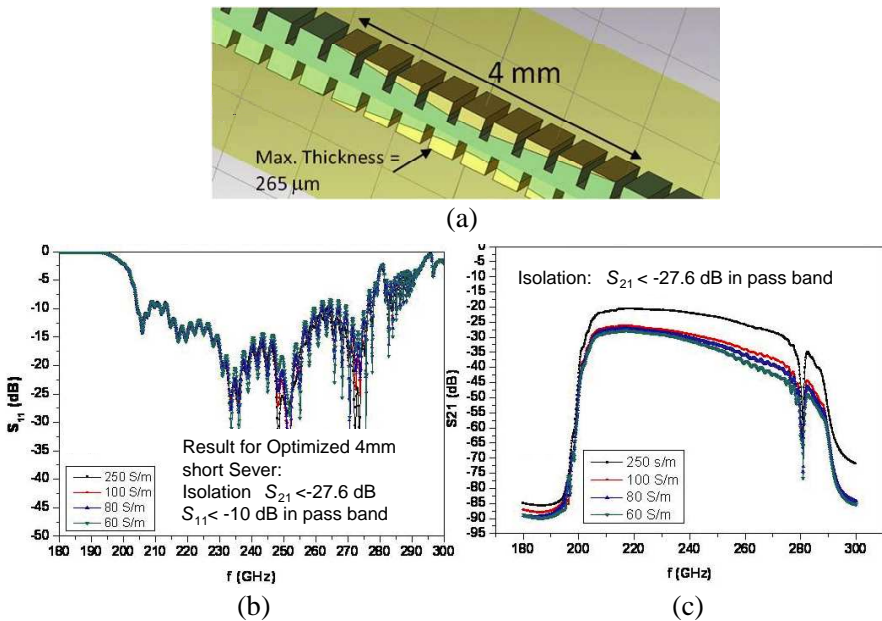 4 mm
Max. Thickness =
265 μm
(a)
0
-5
-10
-15
-20
-25
-30
-35
-40
-45
-50
S11 (dB)
Result for Optimized 4mm
short Sever:
Isolation S21 <-27.6 dB
S11< -10 dB in pass band
250 S/m
100 S/m
80 S/m
60 S/m
180 190 200 210 220 230 240 250 260 270 280 290 300
f (GHz)
(b)
0
-5
-10
-15
-20
-25
-30
-35
-40
-45
-50
-55
-60
-65
-70
-75
-80
-85
-90
-95
S21 (dB)
Isolation: S21 < -27.6 dB in pass band
250 s/m
100 S/m
80 S/m
60 S/m
180 200 220 240 260 280 300
f (GHz)
(c)